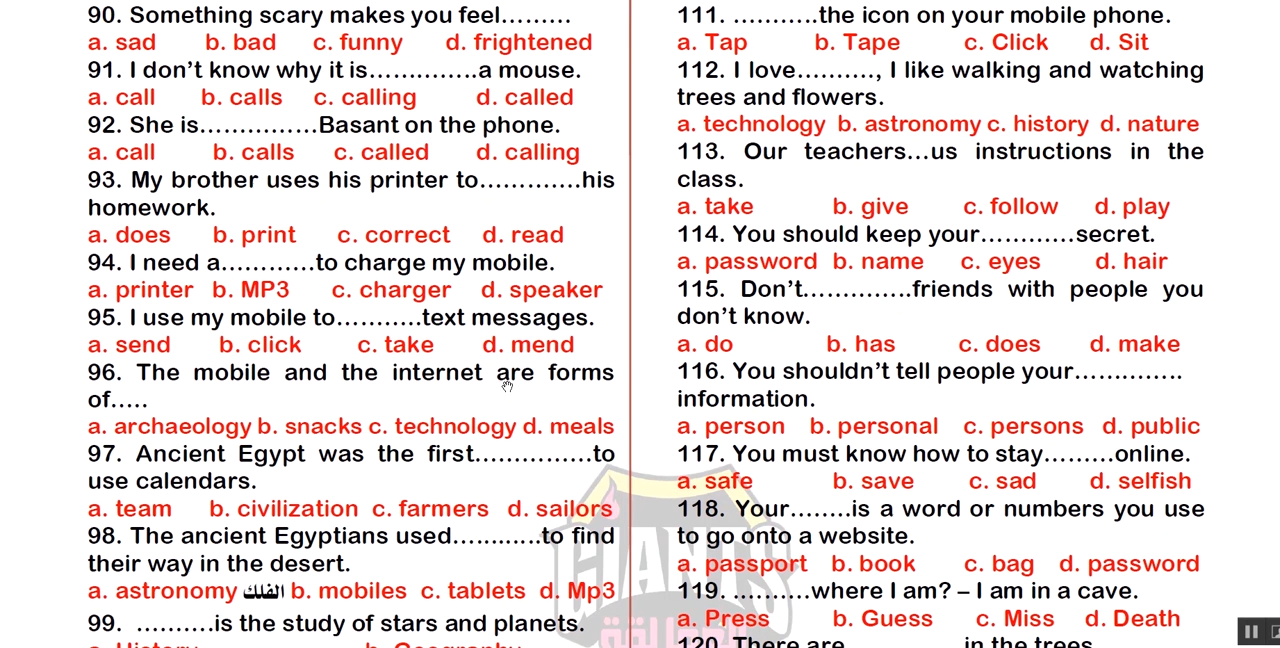 90. Something scary makes you feel……….
a. sad b. bad c. funny d. frightened
91. I don't know why it is…………..a mouse.
a. call b. calls c. calling d. called
92. She is……………Basant on the phone.
a. call b. calls c. called d. calling
93. My brother uses his printer to………….his
homework.
a. does b. print c. correct d. read
94. I need a…………to charge my mobile.
a. printer b. MP3 c. charger d. speaker
95. I use my mobile to………..text messages.
a. send b. click c. take d. mend
96. The mobile and the internet are forms
of…..
a. archaeology b. snacks c. technology d. meals
97. Ancient Egypt was the first……………to
use calendars.
a. team b. civilization c. farmers d. sailors
98. The ancient Egyptians used…………to find
their way in the desert.
a. astronomy الفلك b. mobiles c. tablets d. Mp3
99. ……….is the study of stars and planets.
a. History b. Geography
111. ……….the icon on your mobile phone.
a. Tap b. Tape c. Click d. Sit
112. I love………., I like walking and watching
trees and flowers.
a. technology b. astronomy c. history d. nature
113. Our teachers…us instructions in the
class.
a. take b. give c. follow d. play
114. You should keep your…………secret.
a. password b. name c. eyes d. hair
115. Don't…………..friends with people you
don't know.
a. do b. has c. does d. make
116. You shouldn't tell people your…………..
information.
a. person b. personal c. persons d. public
117. You must know how to stay………online.
a. safe b. save c. sad d. selfish
118. Your……..is a word or numbers you use
to go onto a website.
a. passport b. book c. bag d. password
119. ……….where I am? – I am in a cave.
a. Press b. Guess c. Miss d. Death
120. There are in the trees
GIANTS